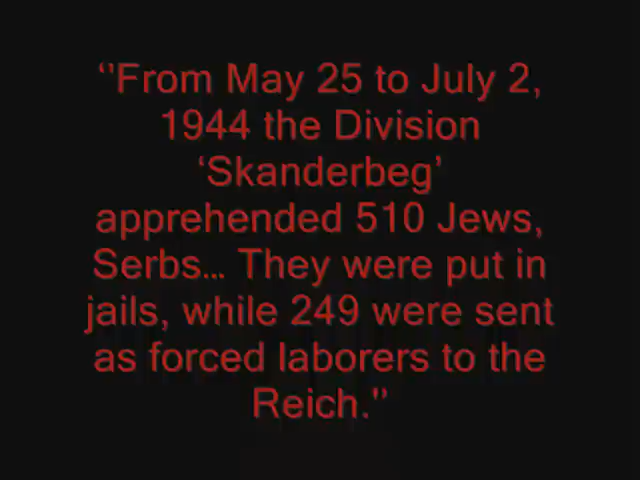 ‘'From May 25 to July 2,
1944 the Division
‘Skanderbeg’
apprehended 510 Jews,
Serbs… They were put in
jails, while 249 were sent
as forced laborers to the
Reich.''